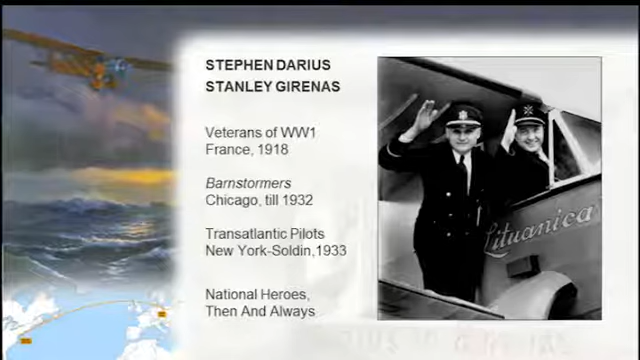 STEPHEN DARIUS
STANLEY GIRENAS
Veterans of WW1
France, 1918
Barnstormers
Chicago, till 1932
Transatlantic Pilots
New York-Soldin,1933
National Heroes,
Then And Always
Lituanica